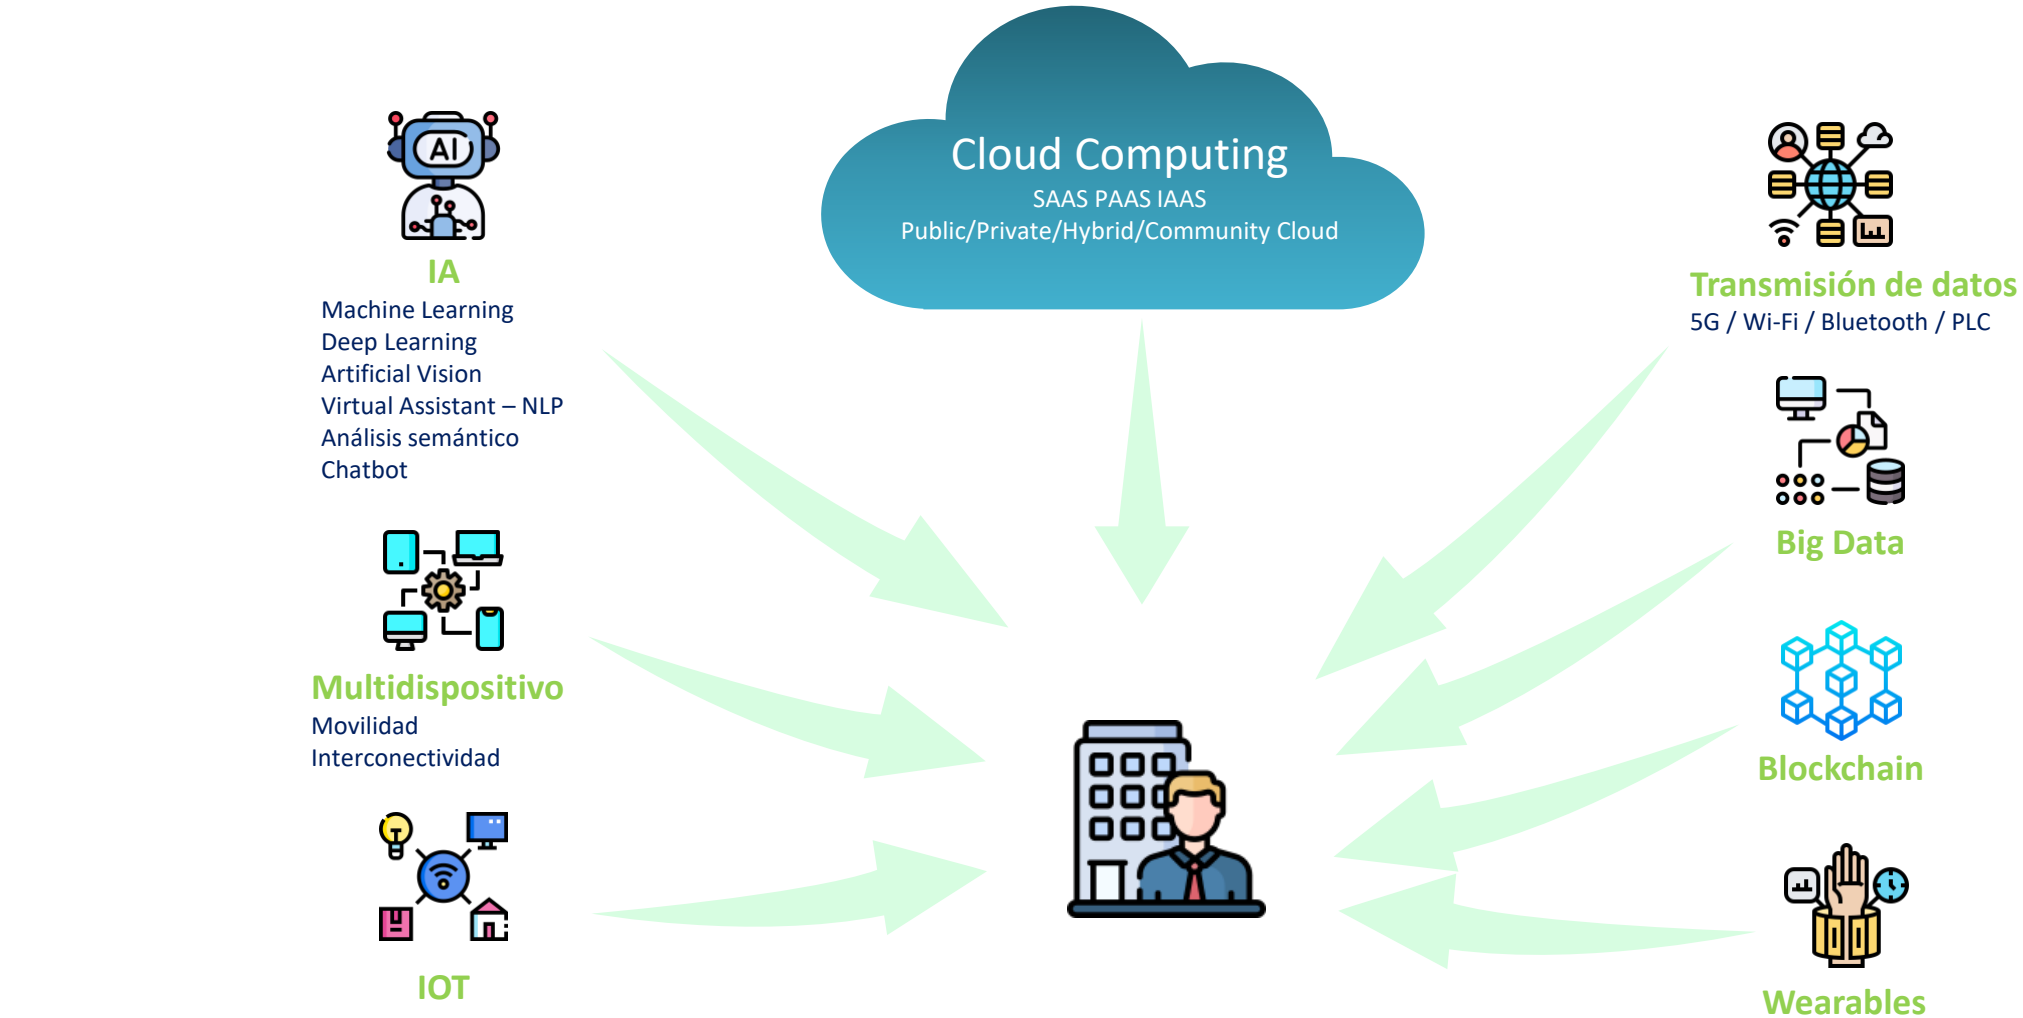 Cloud Computing
SAAS PAAS IAAS
Public/Private/Hybrid/Community Cloud
AI
IA
Machine Learning
Deep Learning
Artificial Vision
Virtual Assistant – NLP
Análisis semántico
Chatbot
Multidispositivo
Movilidad
Interconectividad
IOT
Transmisión de datos
5G / Wi-Fi / Bluetooth / PLC
Big Data
Blockchain
Wearables